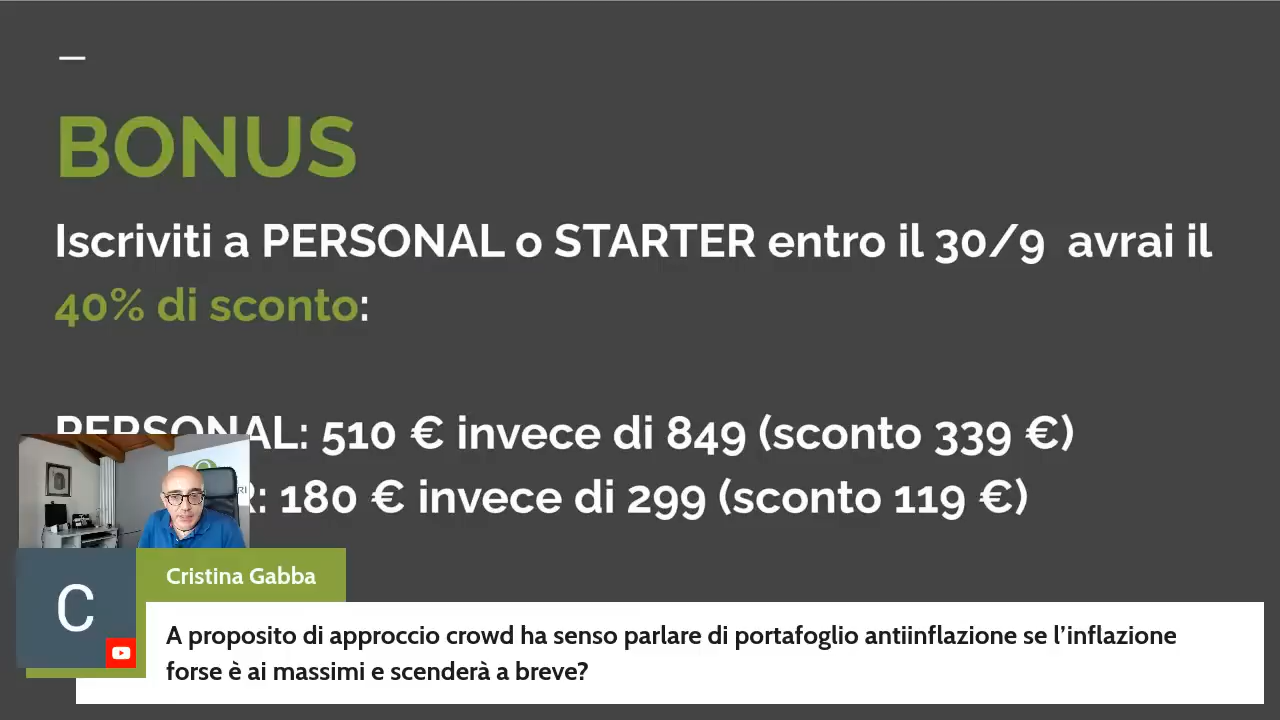 BONUS
Iscriviti a PERSONAL o STARTER entro il 30/9 avrai il
40% di sconto:
PERSONAL: 510 € invece di 849 (sconto 339 €)
R: 180 € invece di 299 (sconto 119 €)
C
Cristina Gabba
A proposito di approccio crowd ha senso parlare di portafoglio antiinflazione se l’inflazione
forse è ai massimi e scenderà a breve?